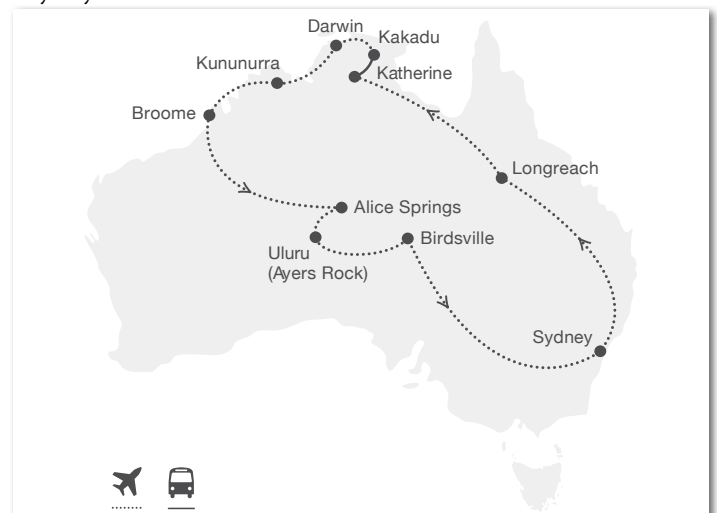 Darwin
Kakadu
Kununurra
Katherine
Broome
Longreach
Alice Springs
Birdsville
Uluru
(Ayers Rock)
Sydney